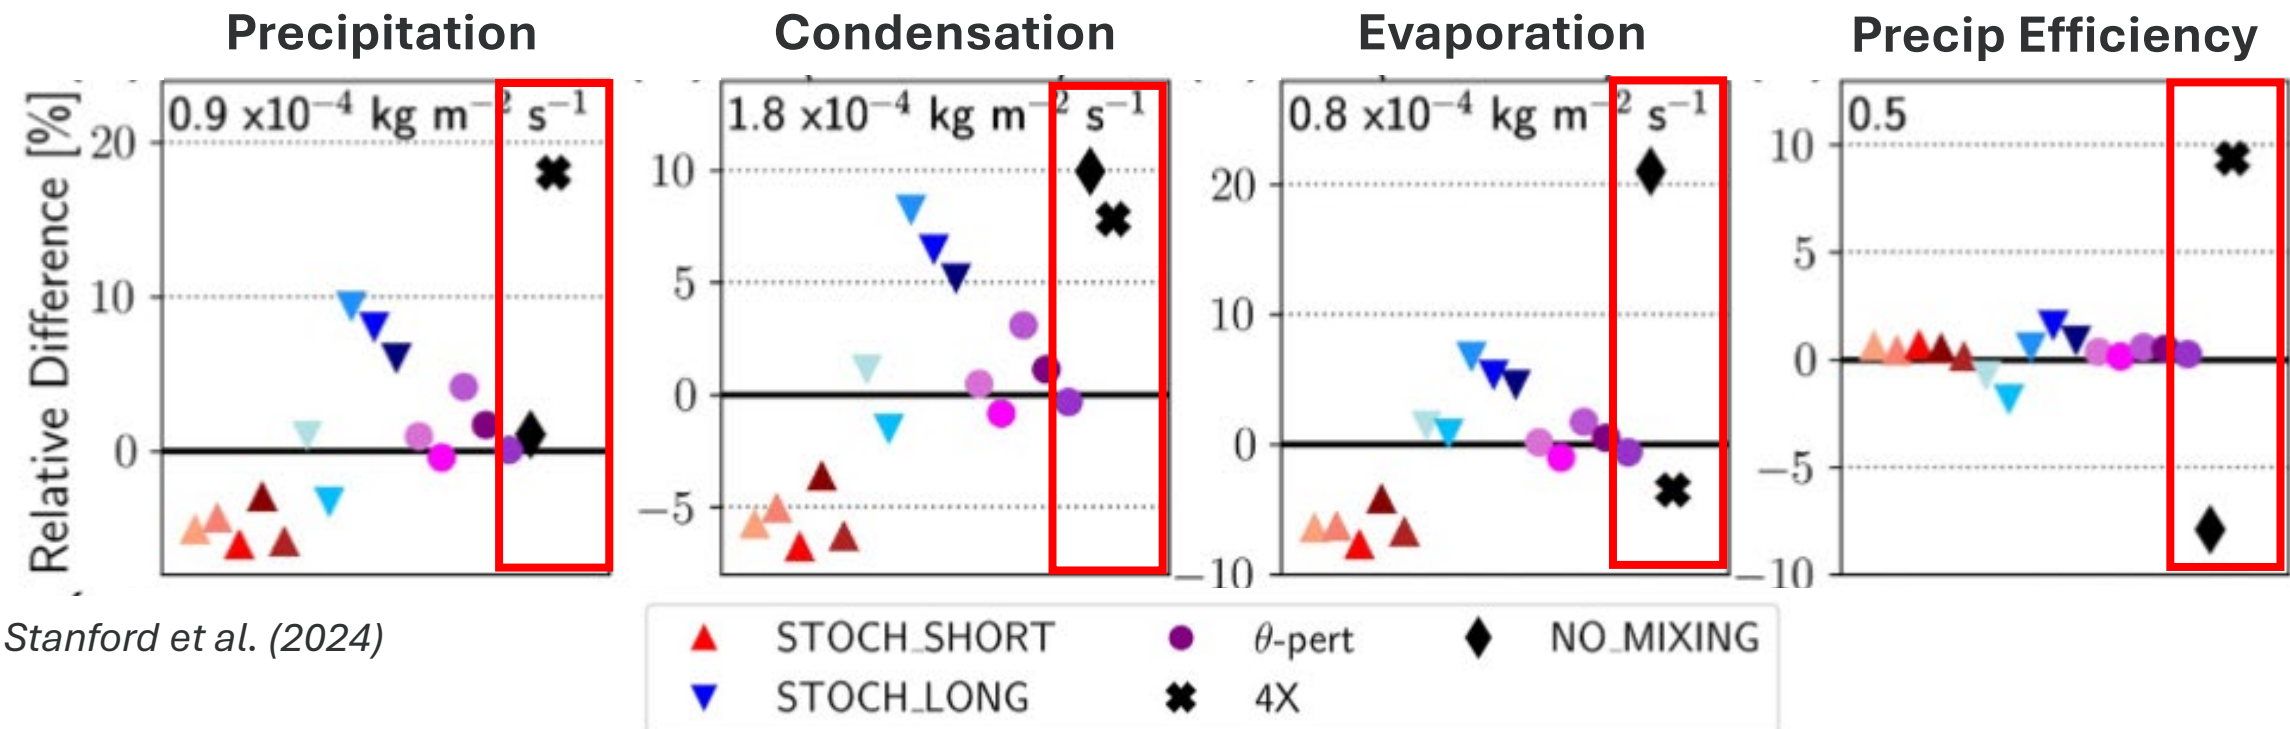 Precipitation
Condensation
Evaporation
Precip Efficiency
Relative Difference [%]
0.9 x10⁻⁴ kg m⁻² s⁻¹
20
10
0
1.8 x10⁻⁴ kg m⁻² s⁻¹
10
5
0
−5
0.8 x10⁻⁴ kg m⁻² s⁻¹
20
10
0
−10
0.5
10
5
0
−5
−10
Stanford et al. (2024)
STOCH_SHORT
STOCH_LONG
θ-pert
4X
NO_MIXING